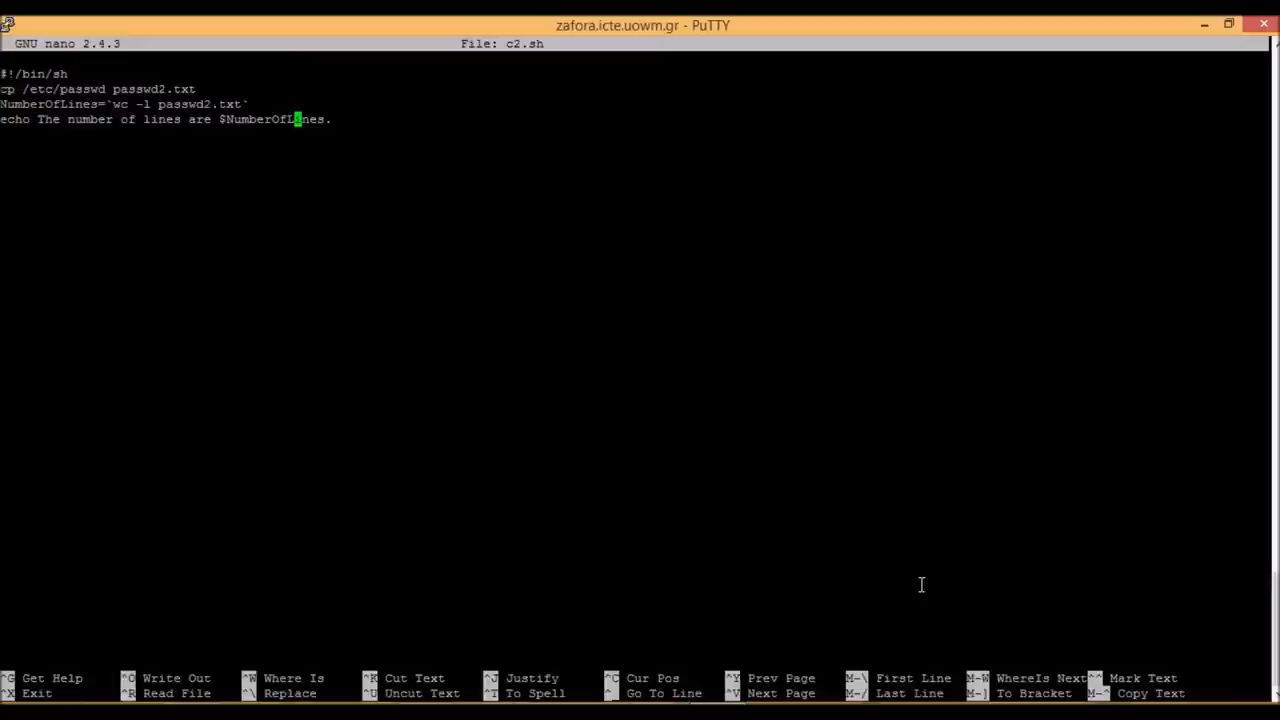 zafora.icte.uowm.gr - PuTTY
GNU nano 2.4.3 File: c2.sh
#!/bin/sh
cp /etc/passwd passwd2.txt
NumberOfLines=`wc -l passwd2.txt`
echo The number of lines are $NumberOfLines.
^G Get Help ^O Write Out ^W Where Is ^K Cut Text ^J Justify ^C Cur Pos ^Y Prev Page M-\ First Line M-W WhereIs Next ^^ Mark Text
^X Exit ^R Read File ^\ Replace ^U Uncut Text ^T To Spell ^_ Go To Line ^V Next Page M-/ Last Line M-] To Bracket M-^ Copy Text